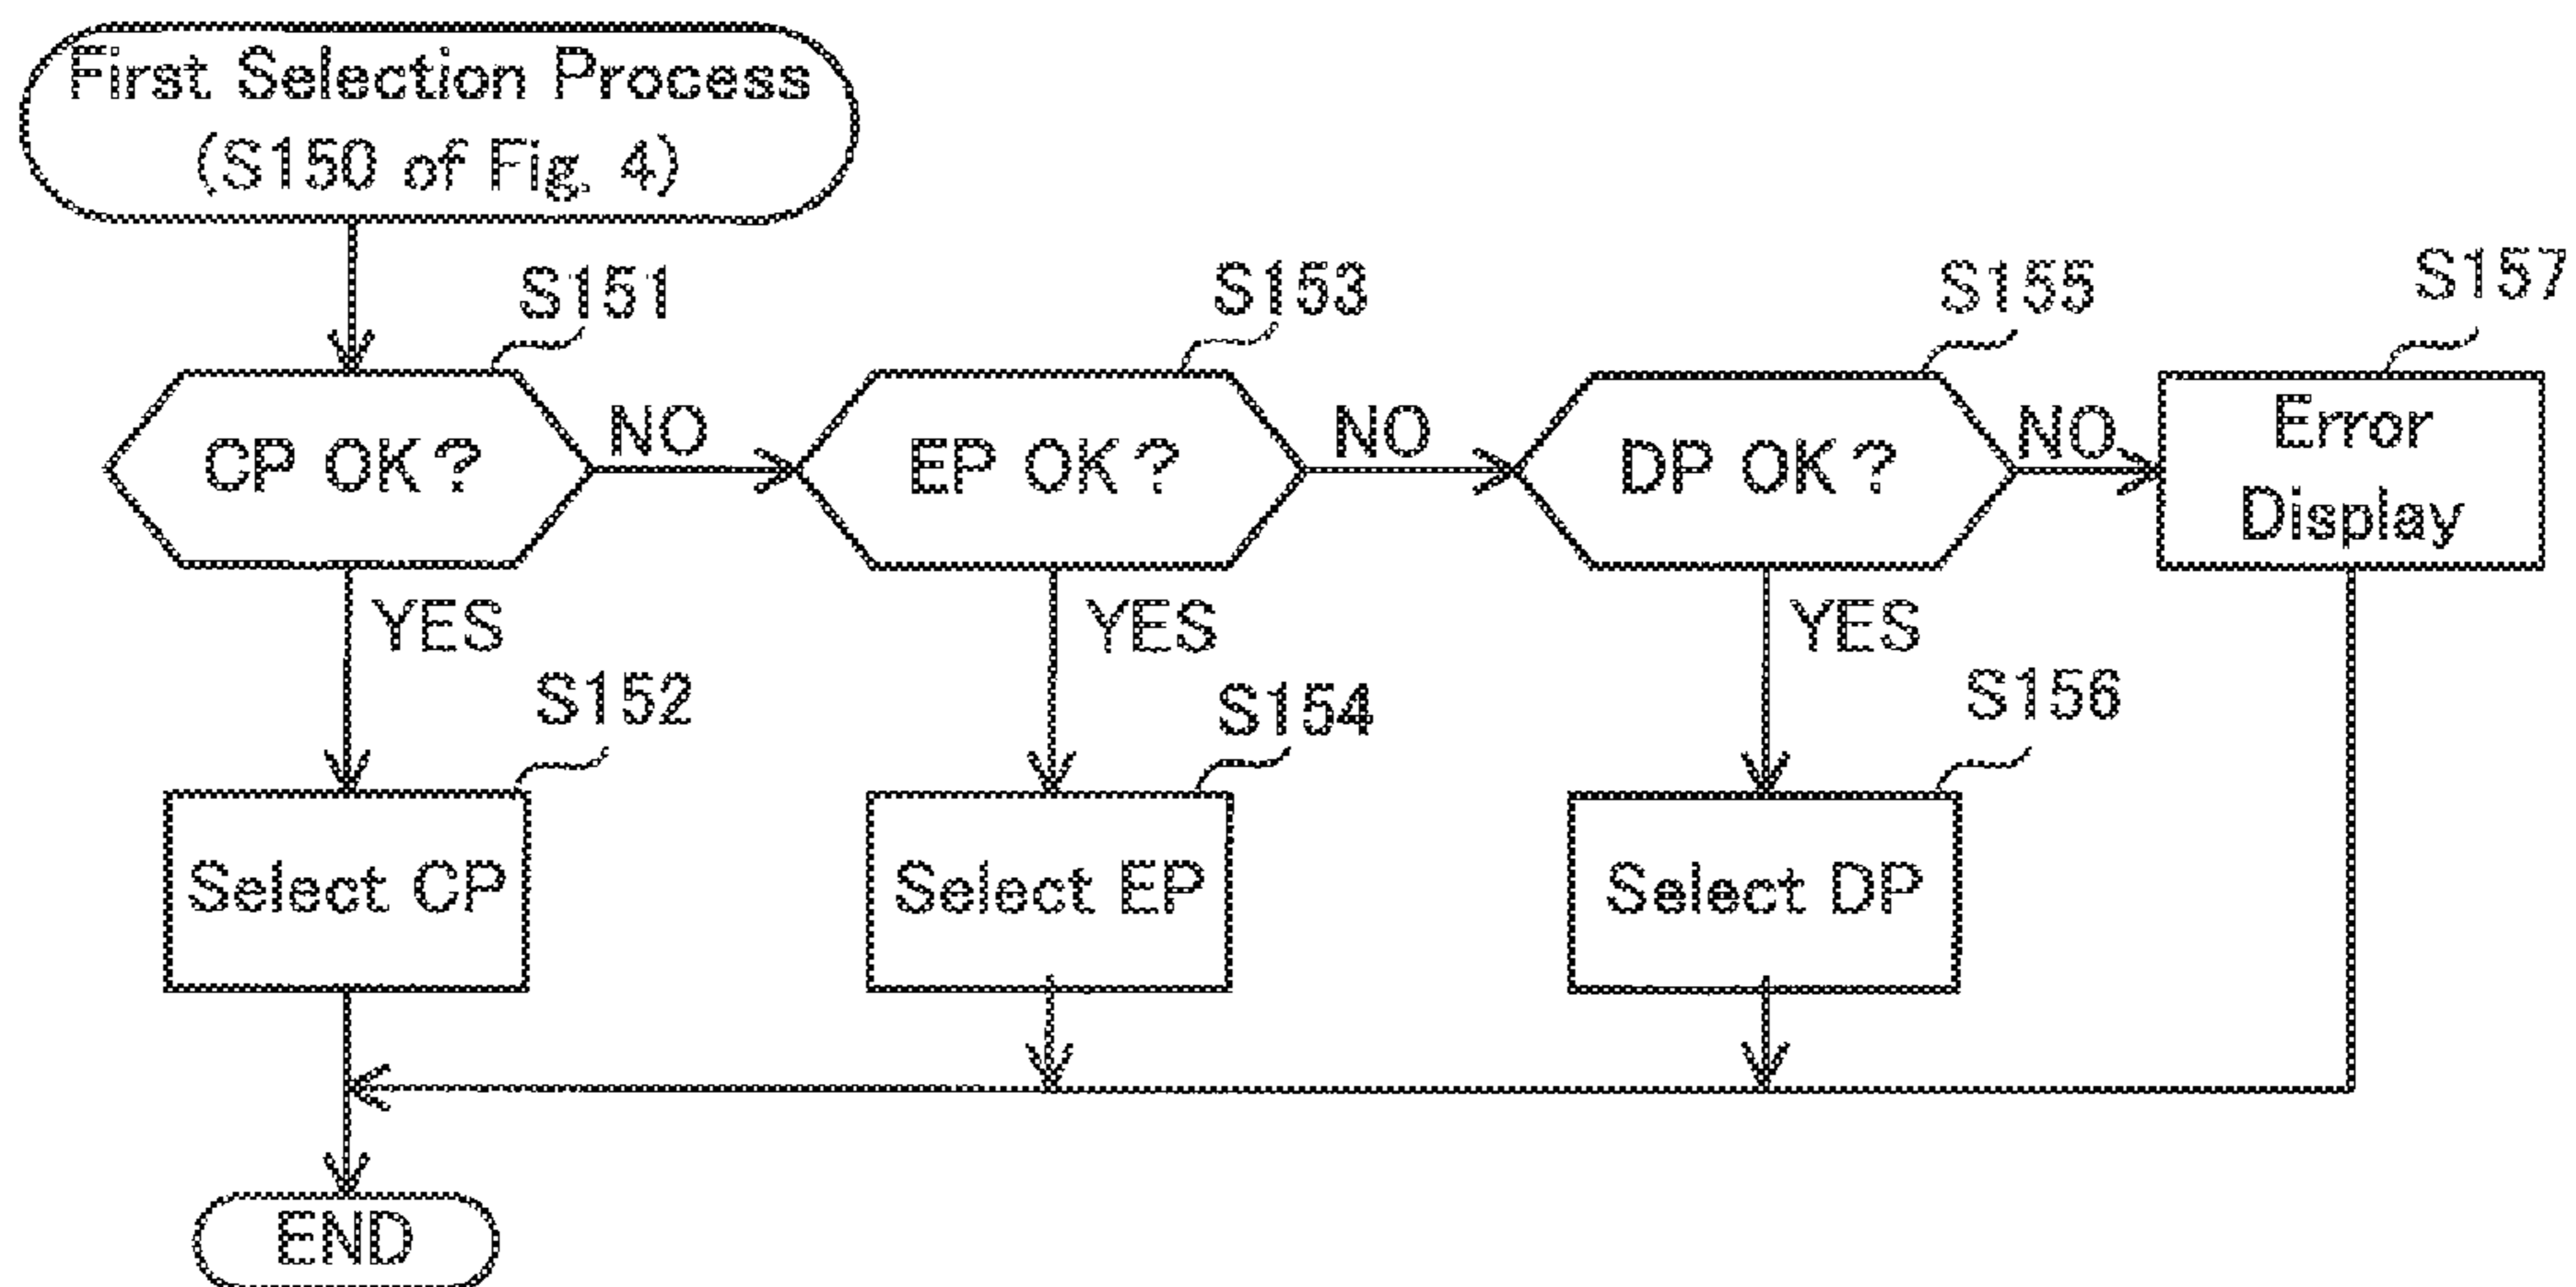 First Selection Process
(S150 of Fig. 4)
S151
S153
S155
S157
CP OK?
NO
EP OK?
NO
DP OK?
NO
Error
Display
YES
YES
YES
S152
S154
S156
Select CP
Select EP
Select DP
END